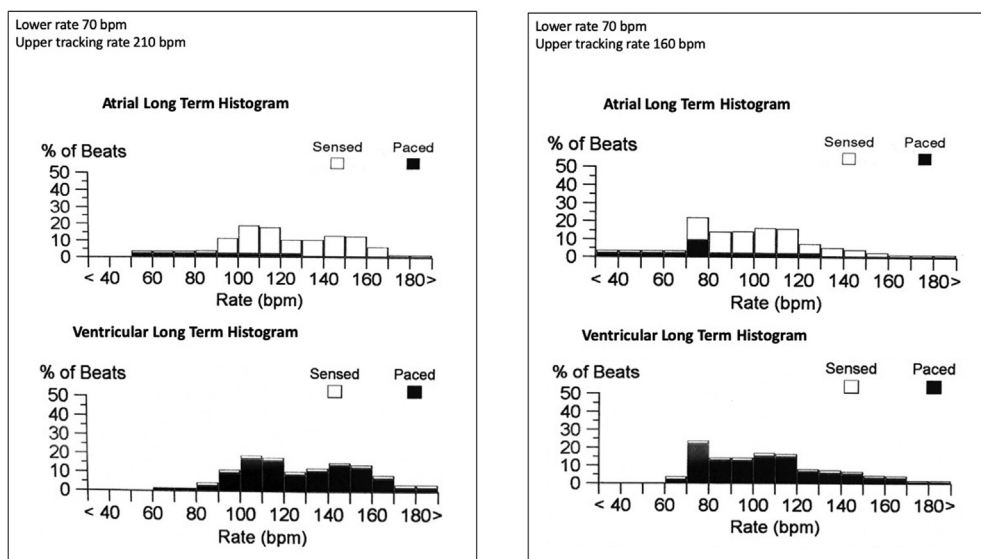 Lower rate 70 bpm
Upper tracking rate 210 bpm
Atrial Long Term Histogram
% of Beats
Sensed Paced
50
40
30
20
10
0
< 40 60 80 100 120 140 160 180>
Rate (bpm)
Ventricular Long Term Histogram
% of Beats
Sensed Paced
50
40
30
20
10
0
< 40 60 80 100 120 140 160 180>
Rate (bpm)
Lower rate 70 bpm
Upper tracking rate 160 bpm
Atrial Long Term Histogram
% of Beats
Sensed Paced
50
40
30
20
10
0
< 40 60 80 100 120 140 160 180>
Rate (bpm)
Ventricular Long Term Histogram
% of Beats
Sensed Paced
50
40
30
20
10
0
< 40 60 80 100 120 140 160 180>
Rate (bpm)